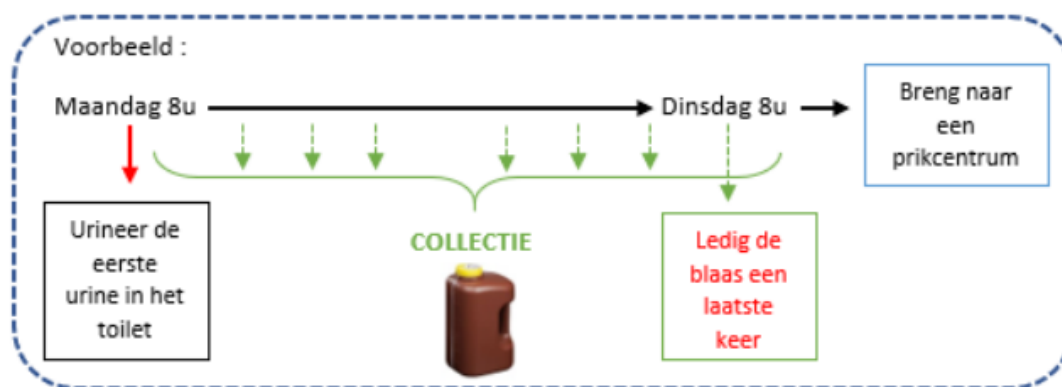 Voorbeeld :
Maandag 8u
Dinsdag 8u
Breng naar
een
prikcentrum
Urineer de
eerste
urine in het
toilet
COLLECTIE
Ledig de
blaas een
laatste
keer